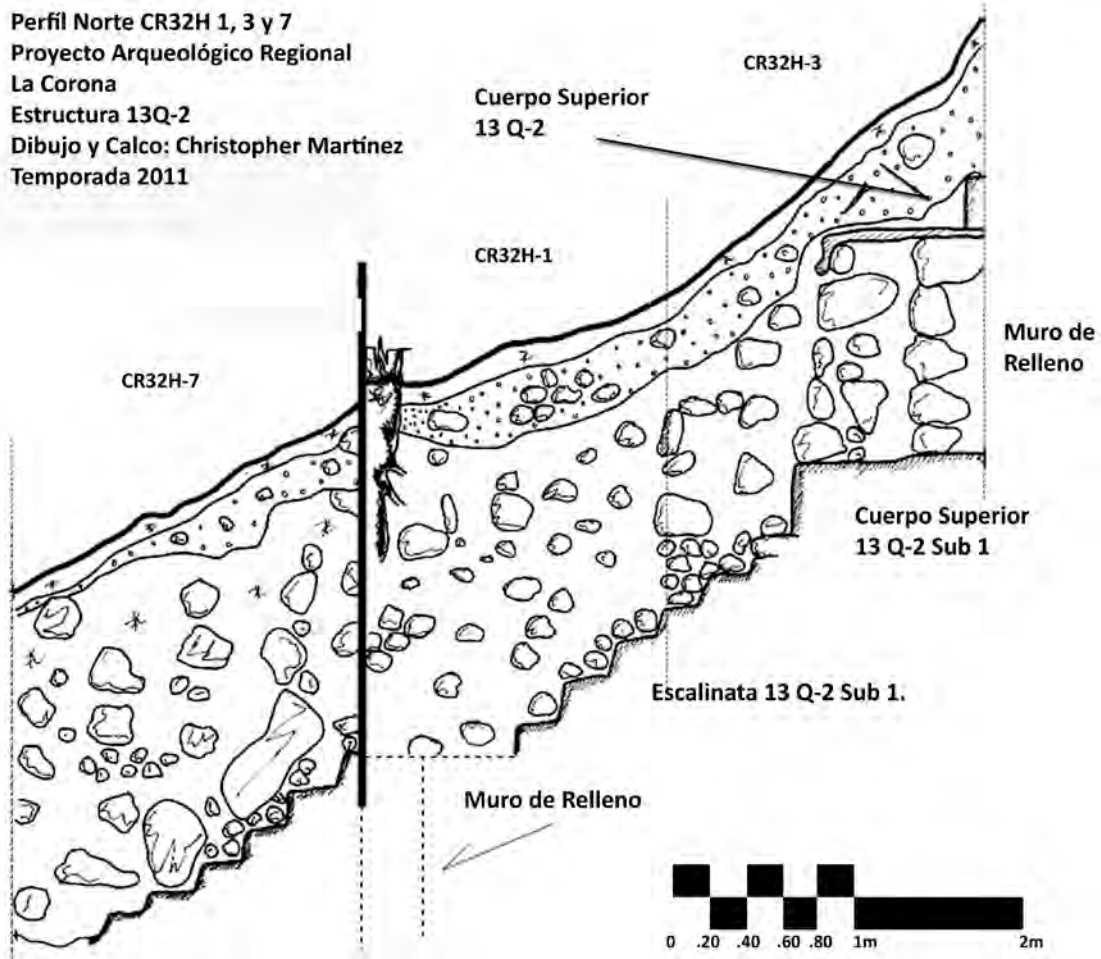 Perfil Norte CR32H 1, 3 y 7
Proyecto Arqueológico Regional
La Corona
Estructura 13Q-2
Dibujo y Calco: Christopher Martínez
Temporada 2011
CR32H-3
Cuerpo Superior
13 Q-2
CR32H-1
CR32H-7
Muro de
Relleno
Cuerpo Superior
13 Q-2 Sub 1
Escalinata 13 Q-2 Sub 1.
Muro de Relleno
0 .20 .40 .60 .80 1m 2m